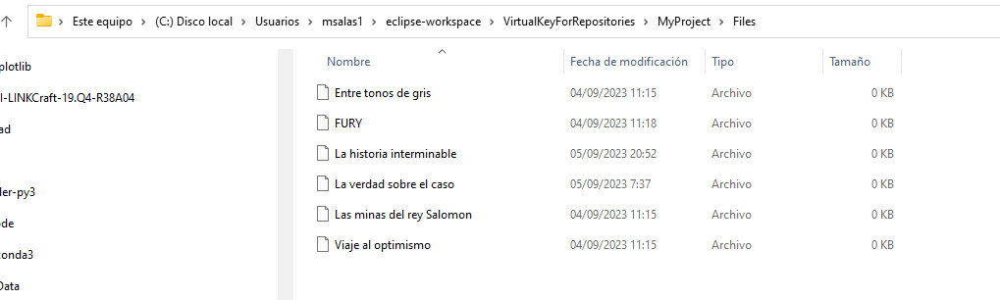 Este equipo > (C:) Disco local > Usuarios > msalas1 > eclipse-workspace > VirtualKeyForRepositories > MyProject > Files
plotlib
I-LINKCraft-19.Q4-R38A04
ad
ler-py3
de
conda3
Data
Nombre Fecha de modificación Tipo Tamaño
Entre tonos de gris 04/09/2023 11:15 Archivo 0 KB
FURY 04/09/2023 11:18 Archivo 0 KB
La historia interminable 05/09/2023 20:52 Archivo 0 KB
La verdad sobre el caso 05/09/2023 7:37 Archivo 0 KB
Las minas del rey Salomon 04/09/2023 11:15 Archivo 0 KB
Viaje al optimismo 04/09/2023 11:15 Archivo 0 KB